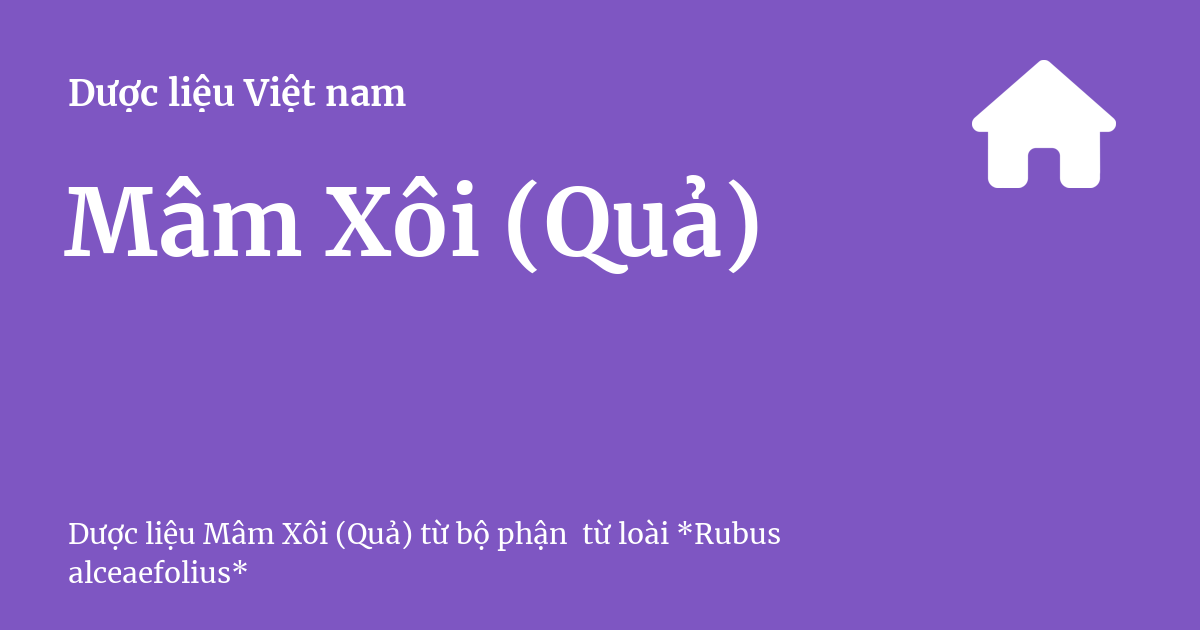 Dược liệu Việt nam
Mâm Xôi (Quả)
Dược liệu Mâm Xôi (Quả) từ bộ phận  từ loài *Rubus
alceaefolius*